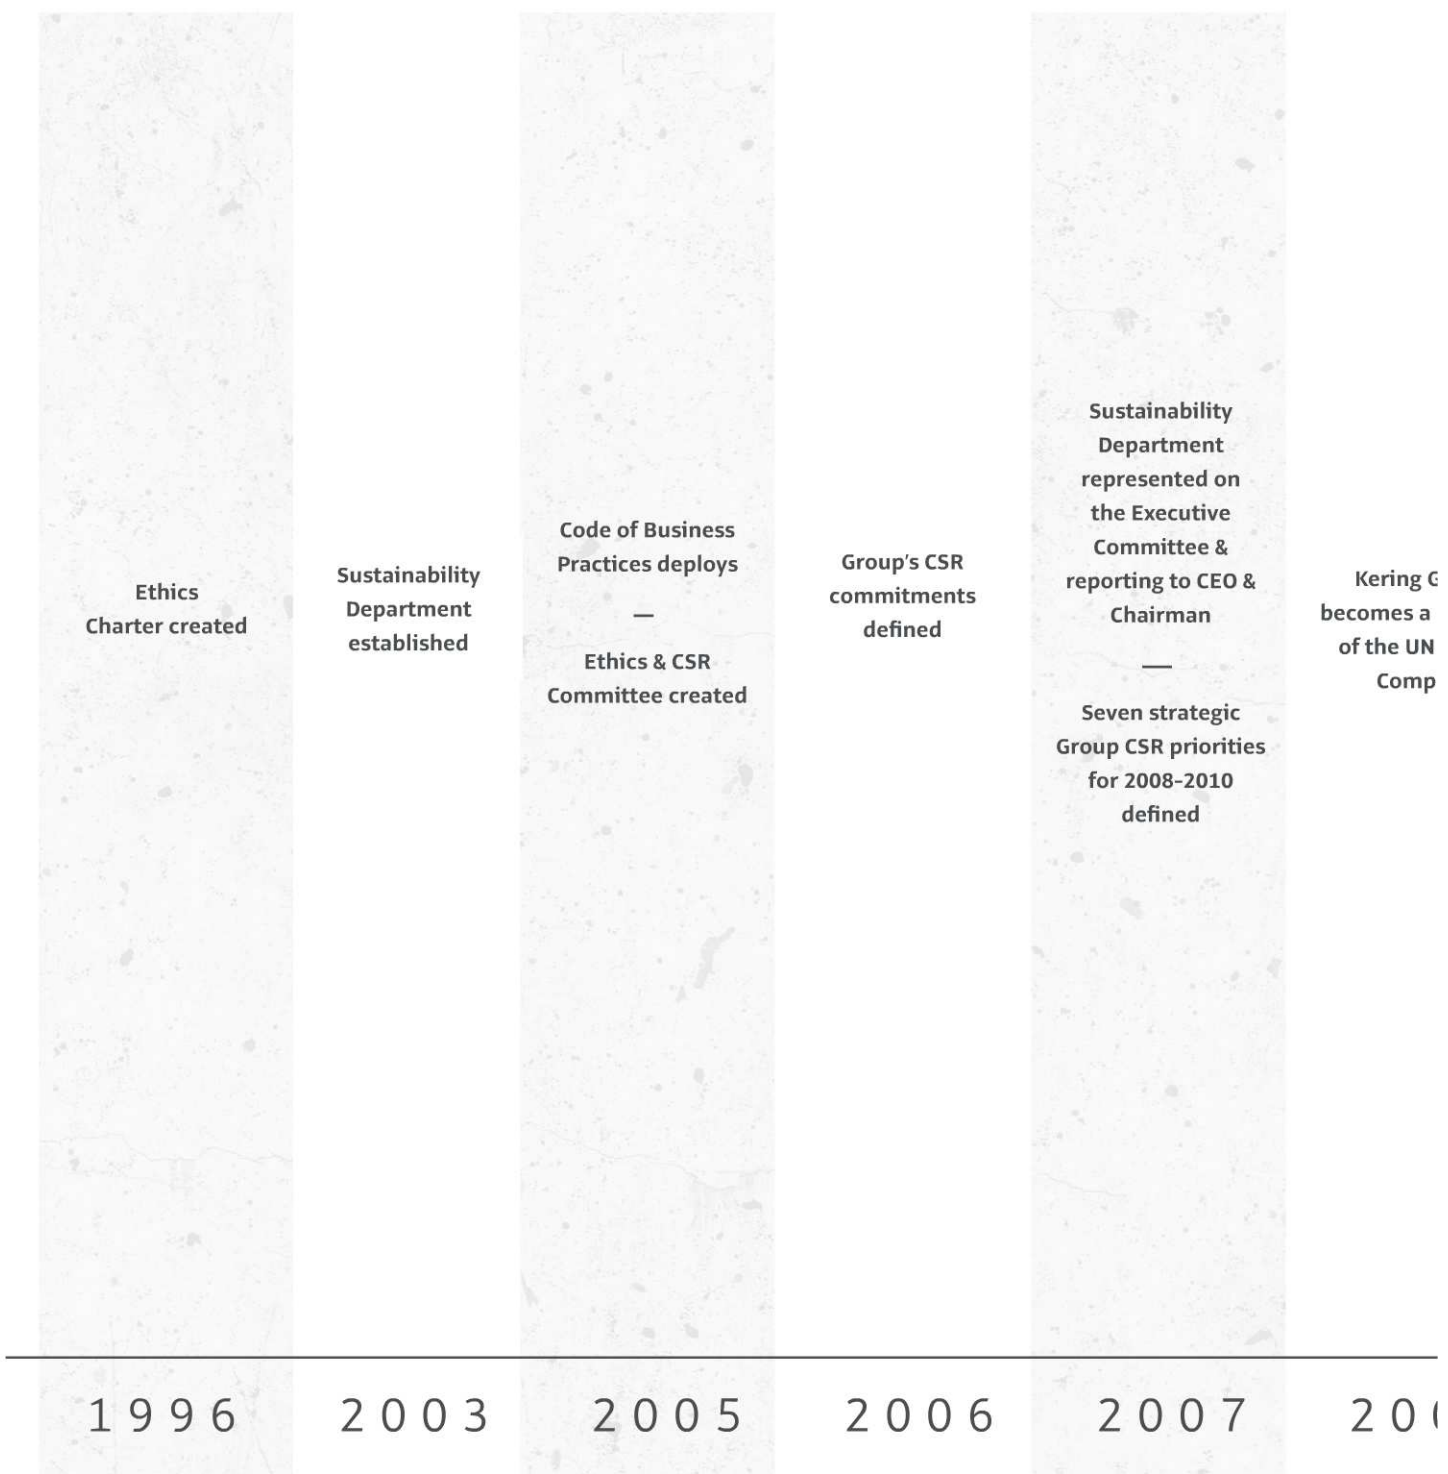 Ethics
Charter created
Sustainability
Department
established
Code of Business
Practices deploys
—
Ethics & CSR
Committee created
Group's CSR
commitments
defined
Sustainability
Department
represented on
the Executive
Committee &
reporting to CEO &
Chairman
—
Seven strategic
Group CSR priorities
for 2008-2010
defined
Kering
becomes a
of the UN
1996
2003
2005
2006
2007